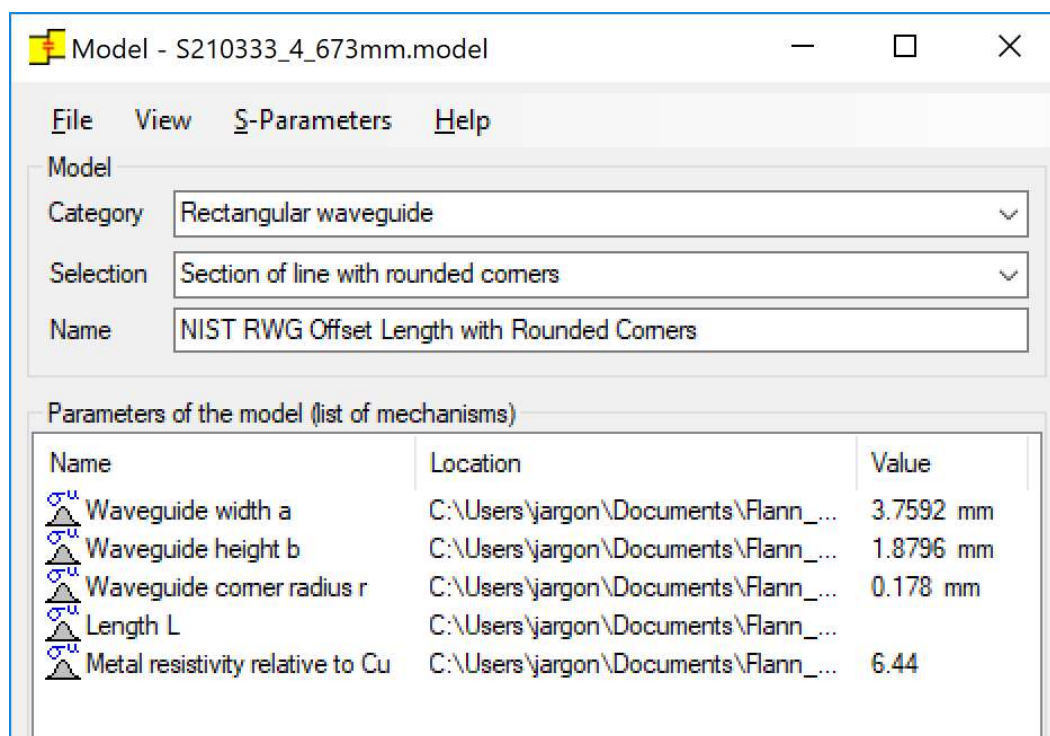 Model - S210333_4_673mm.model
File View S-Parameters Help
Model
Category Rectangular waveguide
Selection Section of line with rounded corners
Name NIST RWG Offset Length with Rounded Corners
Parameters of the model (list of mechanisms)
Name Location Value
σ u Waveguide width a C:\Users\jargon\Documents\Flann_... 3.7592 mm
σ u Waveguide height b C:\Users\jargon\Documents\Flann_... 1.8796 mm
σ u Waveguide corner radius r C:\Users\jargon\Documents\Flann_... 0.178 mm
σ u Length L C:\Users\jargon\Documents\Flann_...
σ u Metal resistivity relative to Cu C:\Users\jargon\Documents\Flann_... 6.44